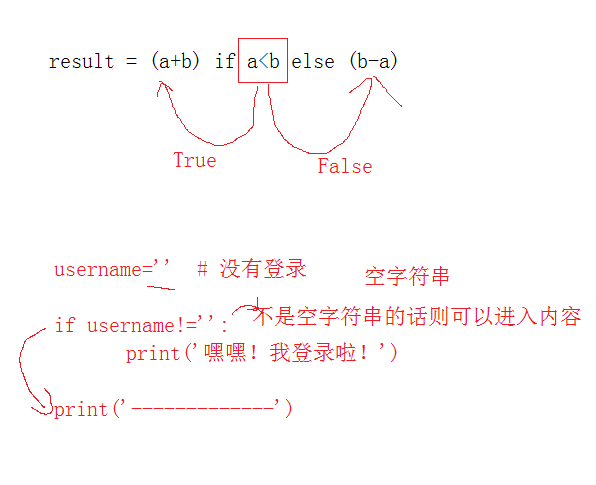 result = (a+b) if a<b else (b-a)
True
False
username='' # 没有登录
空字符串
if username!='':
不是空字符串的话则可以进入内容
print('嘿嘿！我登录啦！')
print('-------------')